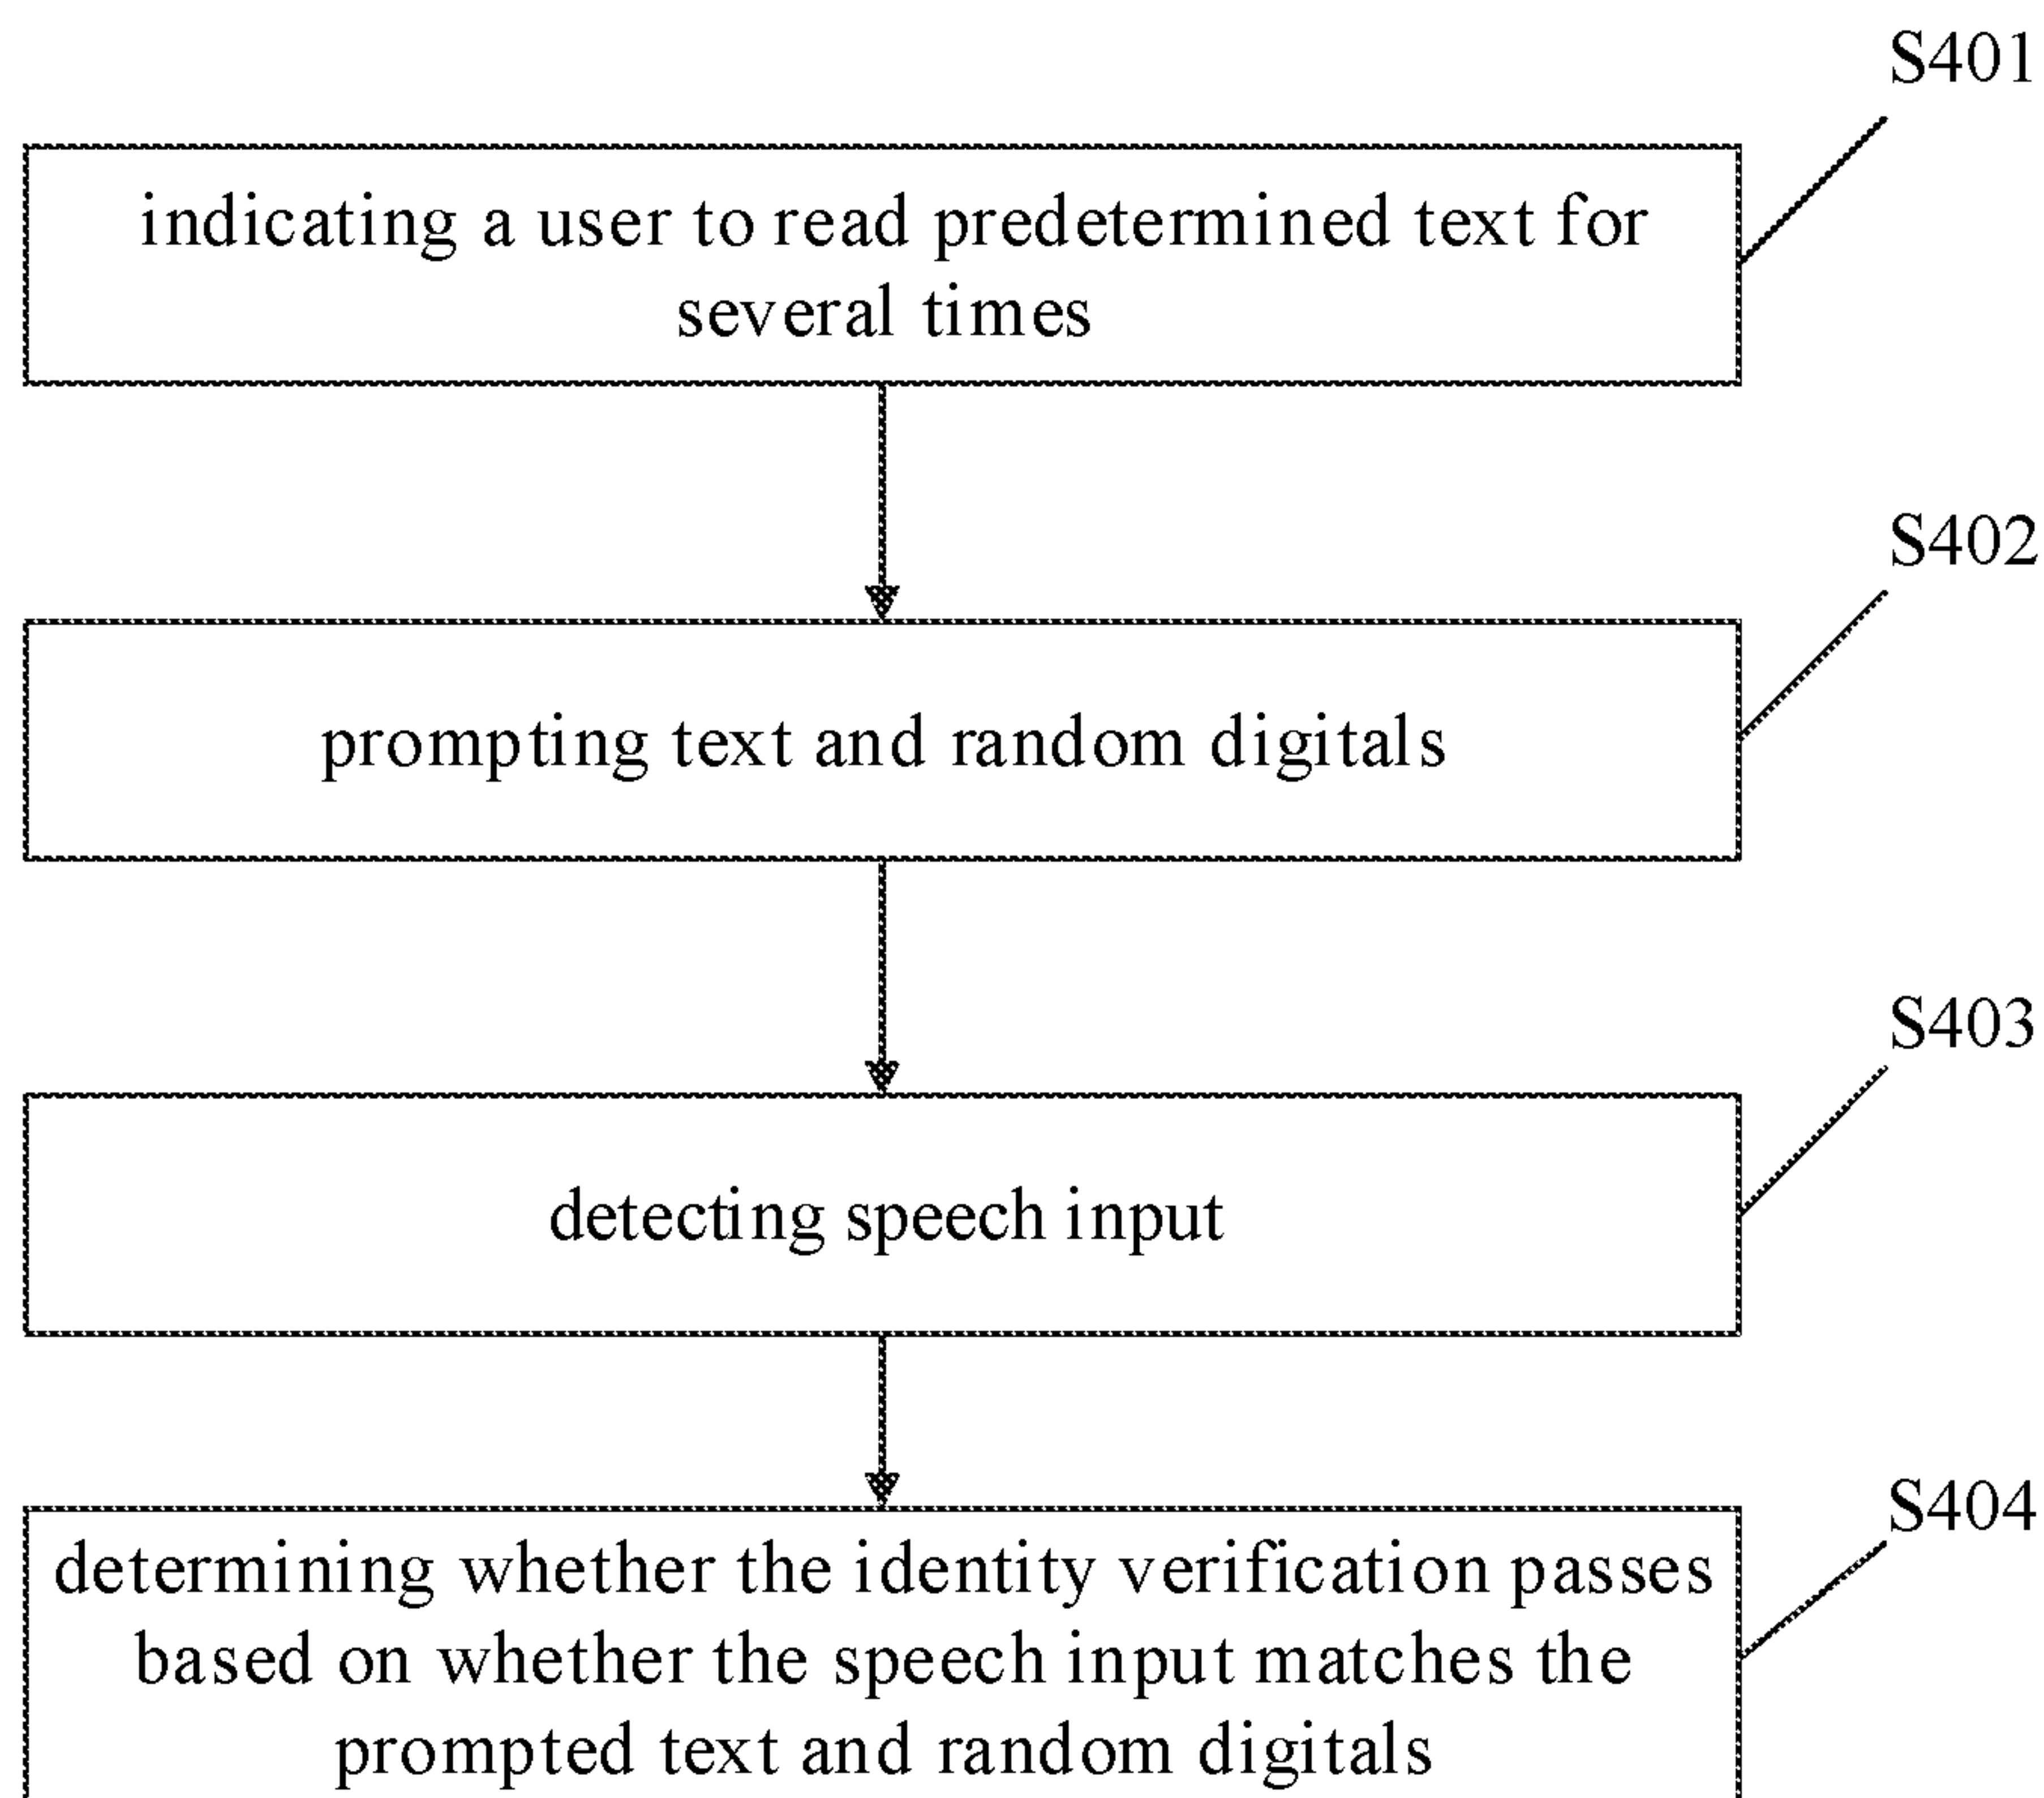 S401
indicating a user to read predetermined text for
several times
S402
prompting text and random digitals
S403
detecting speech input
S404
determining whether the identity verification passes
based on whether the speech input matches the
prompted text and random digitals